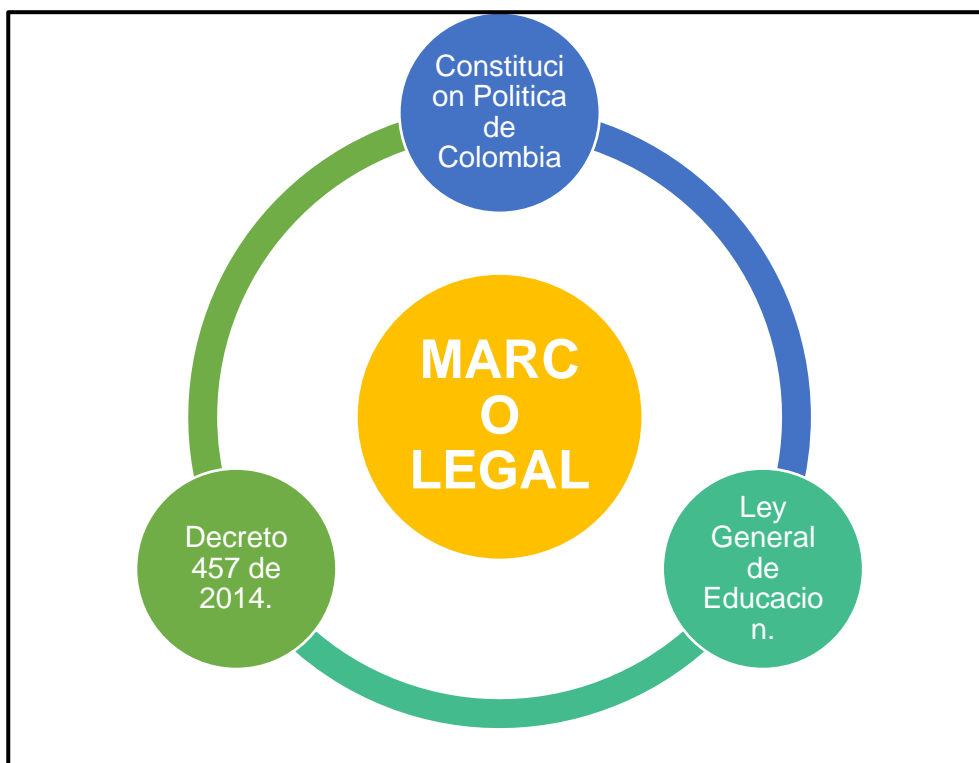 Constituci
on Politica
de
Colombia
MARC
O
LEGAL
Ley
General
de
Educacio
n.
Decreto
457 de
2014.